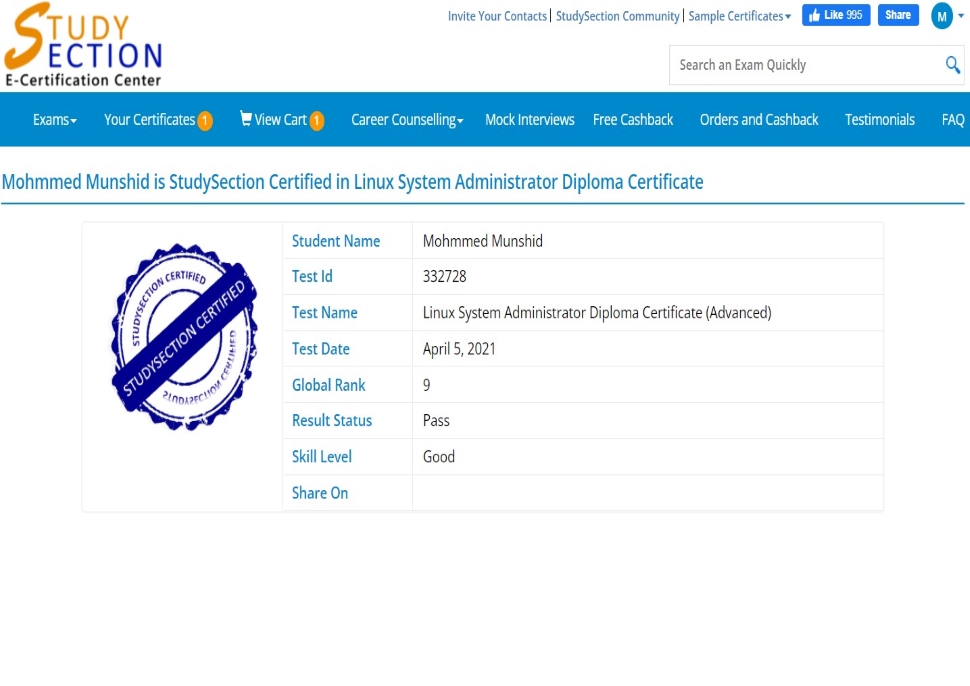 STUDY
SECTION
E-Certification Center
Invite Your Contacts | StudySection Community | Sample Certificates
Like 995
Share
M
Search an Exam Quickly
Exams
Your Certificates 1
View Cart 1
Career Counselling
Mock Interviews
Free Cashback
Orders and Cashback
Testimonials
FAQ
Mohmmed Munshid is StudySection Certified in Linux System Administrator Diploma Certificate
STUDYSECTION CERTIFIED
STUDYSECTION CERTIFIED
STUDYSECTION CERTIFIED
Student Name Mohmmed Munshid
Test Id 332728
Test Name Linux System Administrator Diploma Certificate (Advanced)
Test Date April 5, 2021
Global Rank 9
Result Status Pass
Skill Level Good
Share On